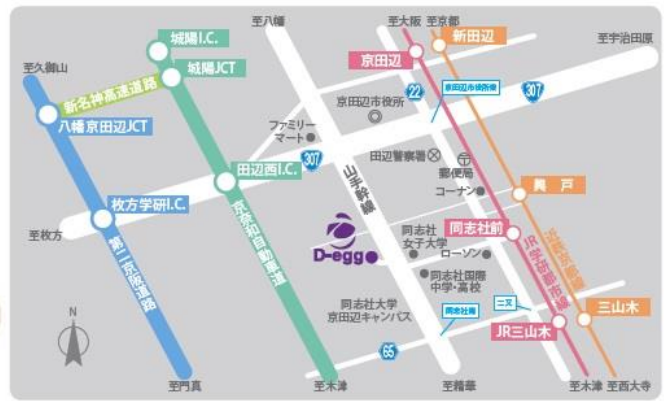 至八幡
至大阪
至京都
城陽I.C.
新田辺
至宇治田原
至久御山
城陽JCT
京田辺
新名神高速道路
22
京田辺市役所東
307
京田辺市役所
八幡京田辺JCT
ファミリー
マート
307
田辺警察署
郵便局
田辺西I.C.
山手幹線
コーナン
興戸
枚方学研I.C.
至枚方
京奈和自動車道
第二京阪道路
D-egg
同志社
女子大学
同志社前
ローソン
JR学研都市線
近鉄京都線
同志社国際
中学・高校
同志社大学
京田辺キャンパス
二又
三山木
JR三山木
N
65
至門真
至木津
至精華
至木津
至西大寺